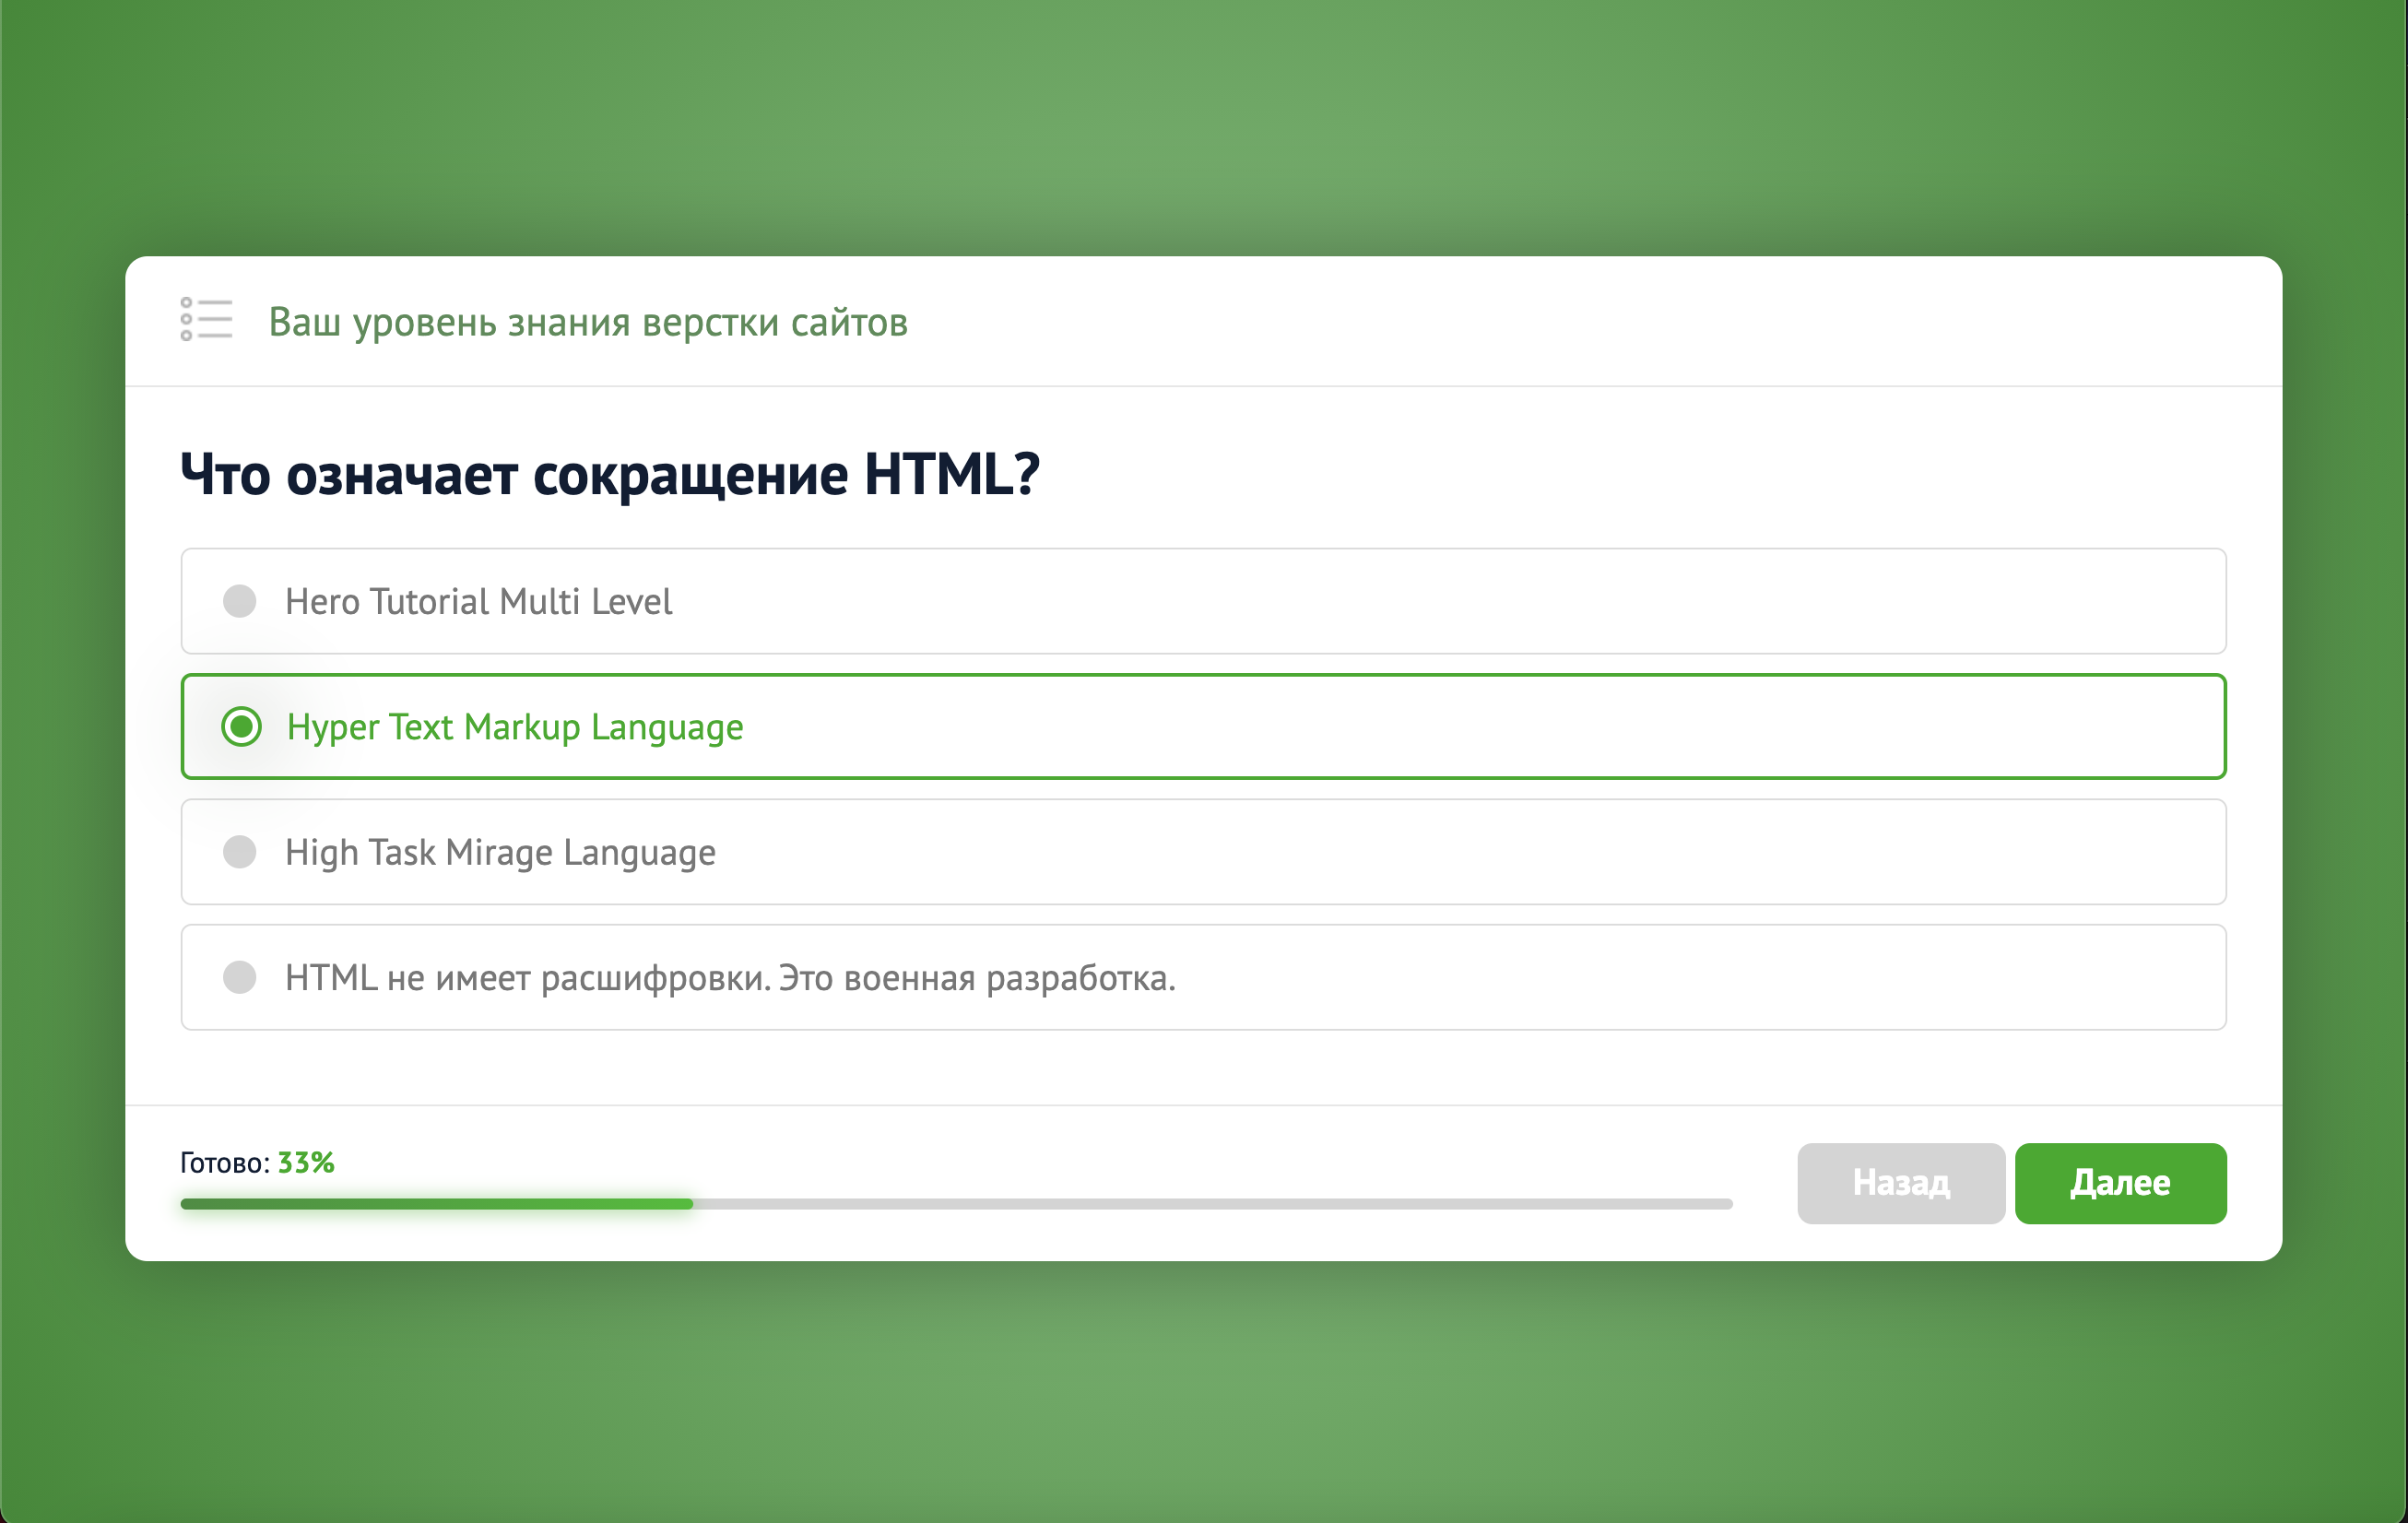 Ваш уровень знания верстки сайтов
Что означает сокращение HTML?
Hero Tutorial Multi Level
Hyper Text Markup Language
High Task Mirage Language
HTML не имеет расшифровки. Это военная разработка.
Готово: 33%
Назад
Далее